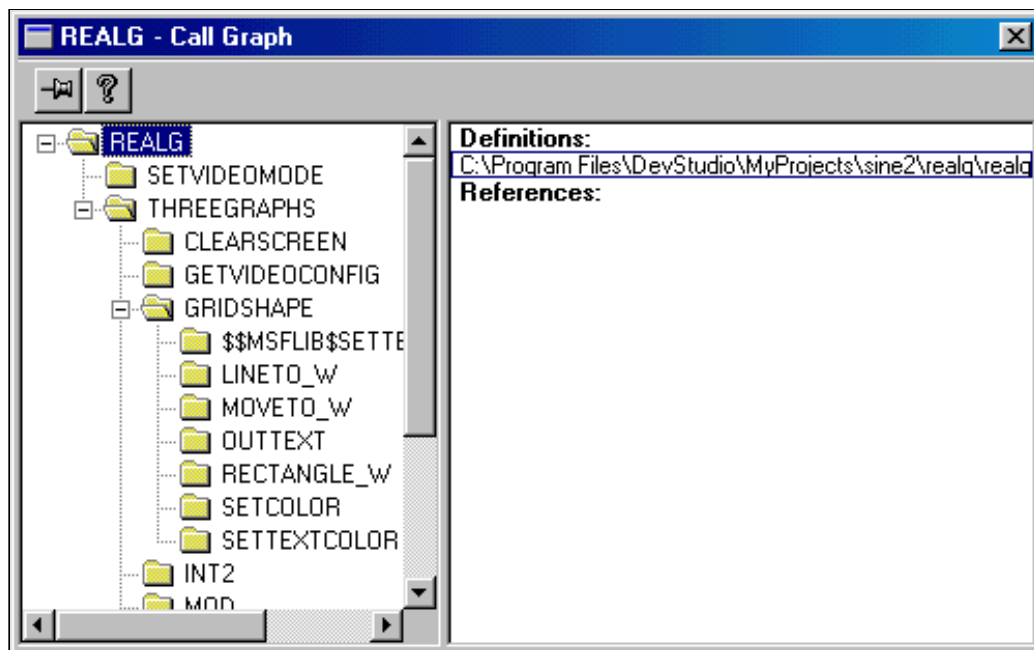 REALG - Call Graph
REALG
SETVIDEOMODE
THREEGRAPHS
CLEARSCREEN
GETVIDEOCONFIG
GRIDSHAPE
$$MSFLIB$SETTE
LINETO_W
MOVETO_W
OUTTEXT
RECTANGLE_W
SETCOLOR
SETTEXTCOLOR
INT2
MOD
Definitions:
C:\Program Files\DevStudio\MyProjects\sine2\realg\realg
References: